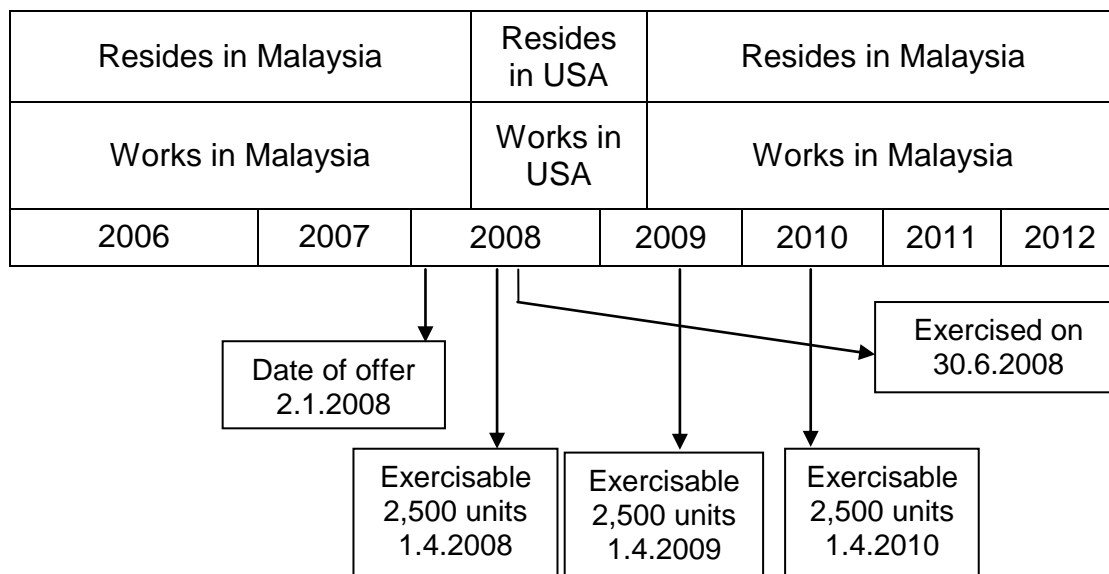 Resides in Malaysia
Resides
in USA
Resides in Malaysia
Works in Malaysia
Works in
USA
Works in Malaysia
2006
2007
2008
2009
2010
2011
2012
Date of offer
2.1.2008
Exercised on
30.6.2008
Exercisable
2,500 units
1.4.2008
Exercisable
2,500 units
1.4.2009
Exercisable
2,500 units
1.4.2010